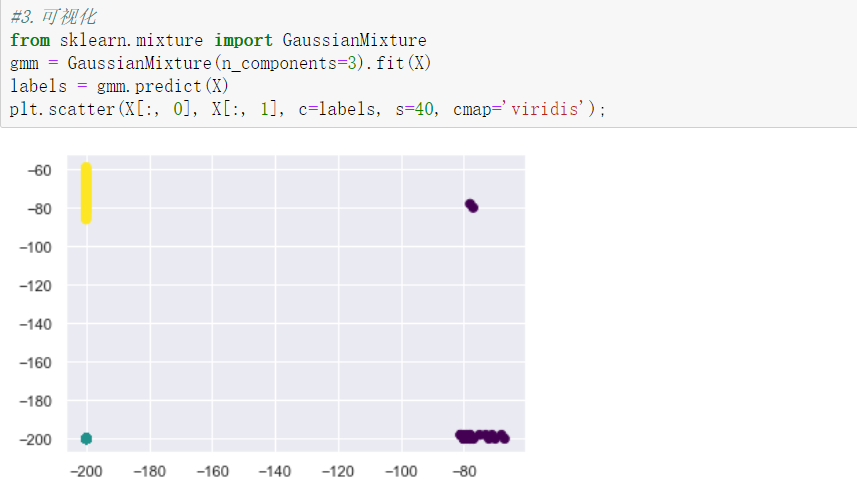 #3.可视化
from sklearn.mixture import GaussianMixture
gmm = GaussianMixture(n_components=3).fit(X)
labels = gmm.predict(X)
plt.scatter(X[:, 0], X[:, 1], c=labels, s=40, cmap='viridis');
−60
−80
−100
−120
−140
−160
−180
−200
−200 −180 −160 −140 −120 −100 −80